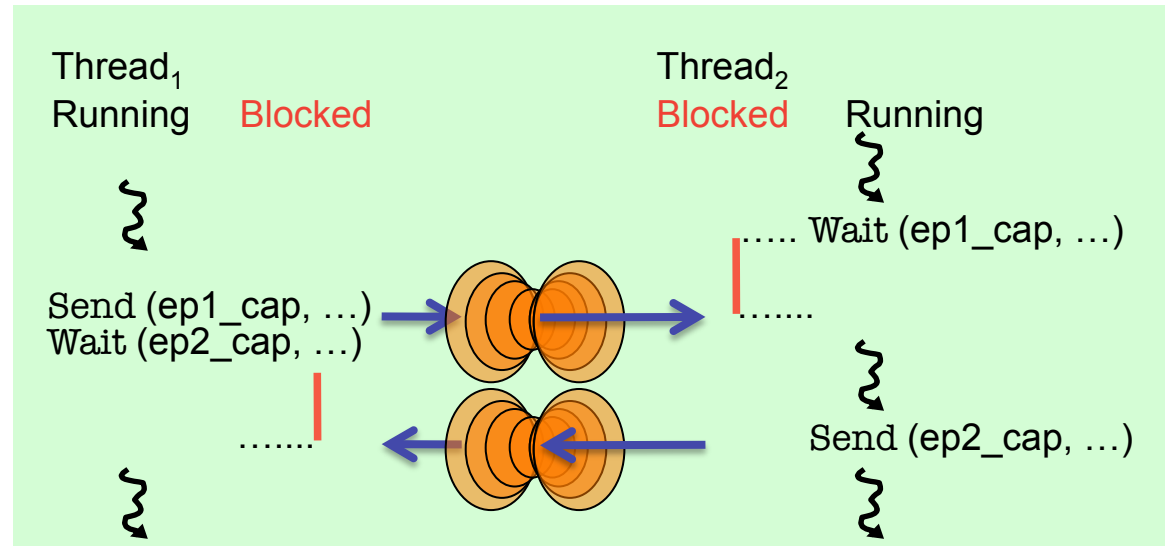 Thread₁
Running Blocked
Thread₂
Blocked Running
….. Wait (ep1_cap, …)
Send (ep1_cap, …)
Wait (ep2_cap, …)
…....
…....
Send (ep2_cap, …)